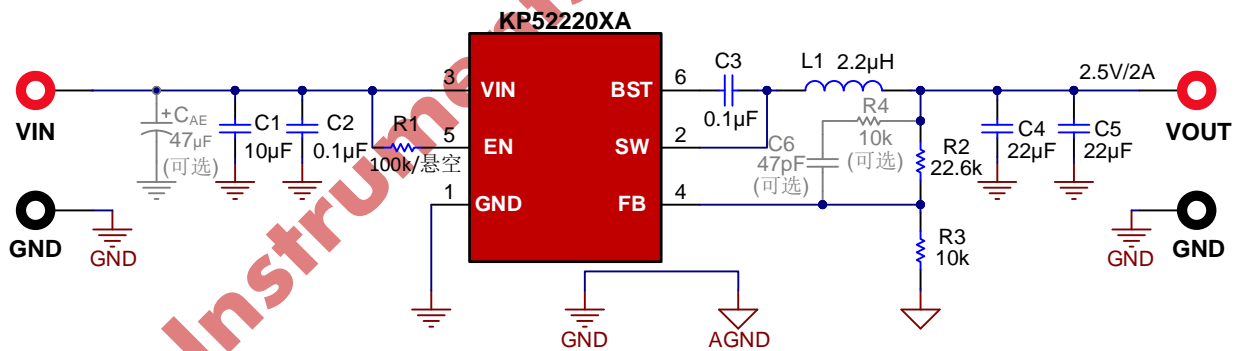 KP52220XA
VIN
GND
+
C_AE
47μF
(可选)
GND
C1
10μF
C2
0.1μF
R1
100k/悬空
3
5
1
VIN
EN
GND
BST
SW
FB
6
2
4
C3
0.1μF
L1
2.2μH
R4
10k
(可选)
C6
47pF
(可选)
R2
22.6k
R3
10k
C4
22μF
C5
22μF
2.5V/2A
VOUT
GND
GND
GND
AGND
Instruments